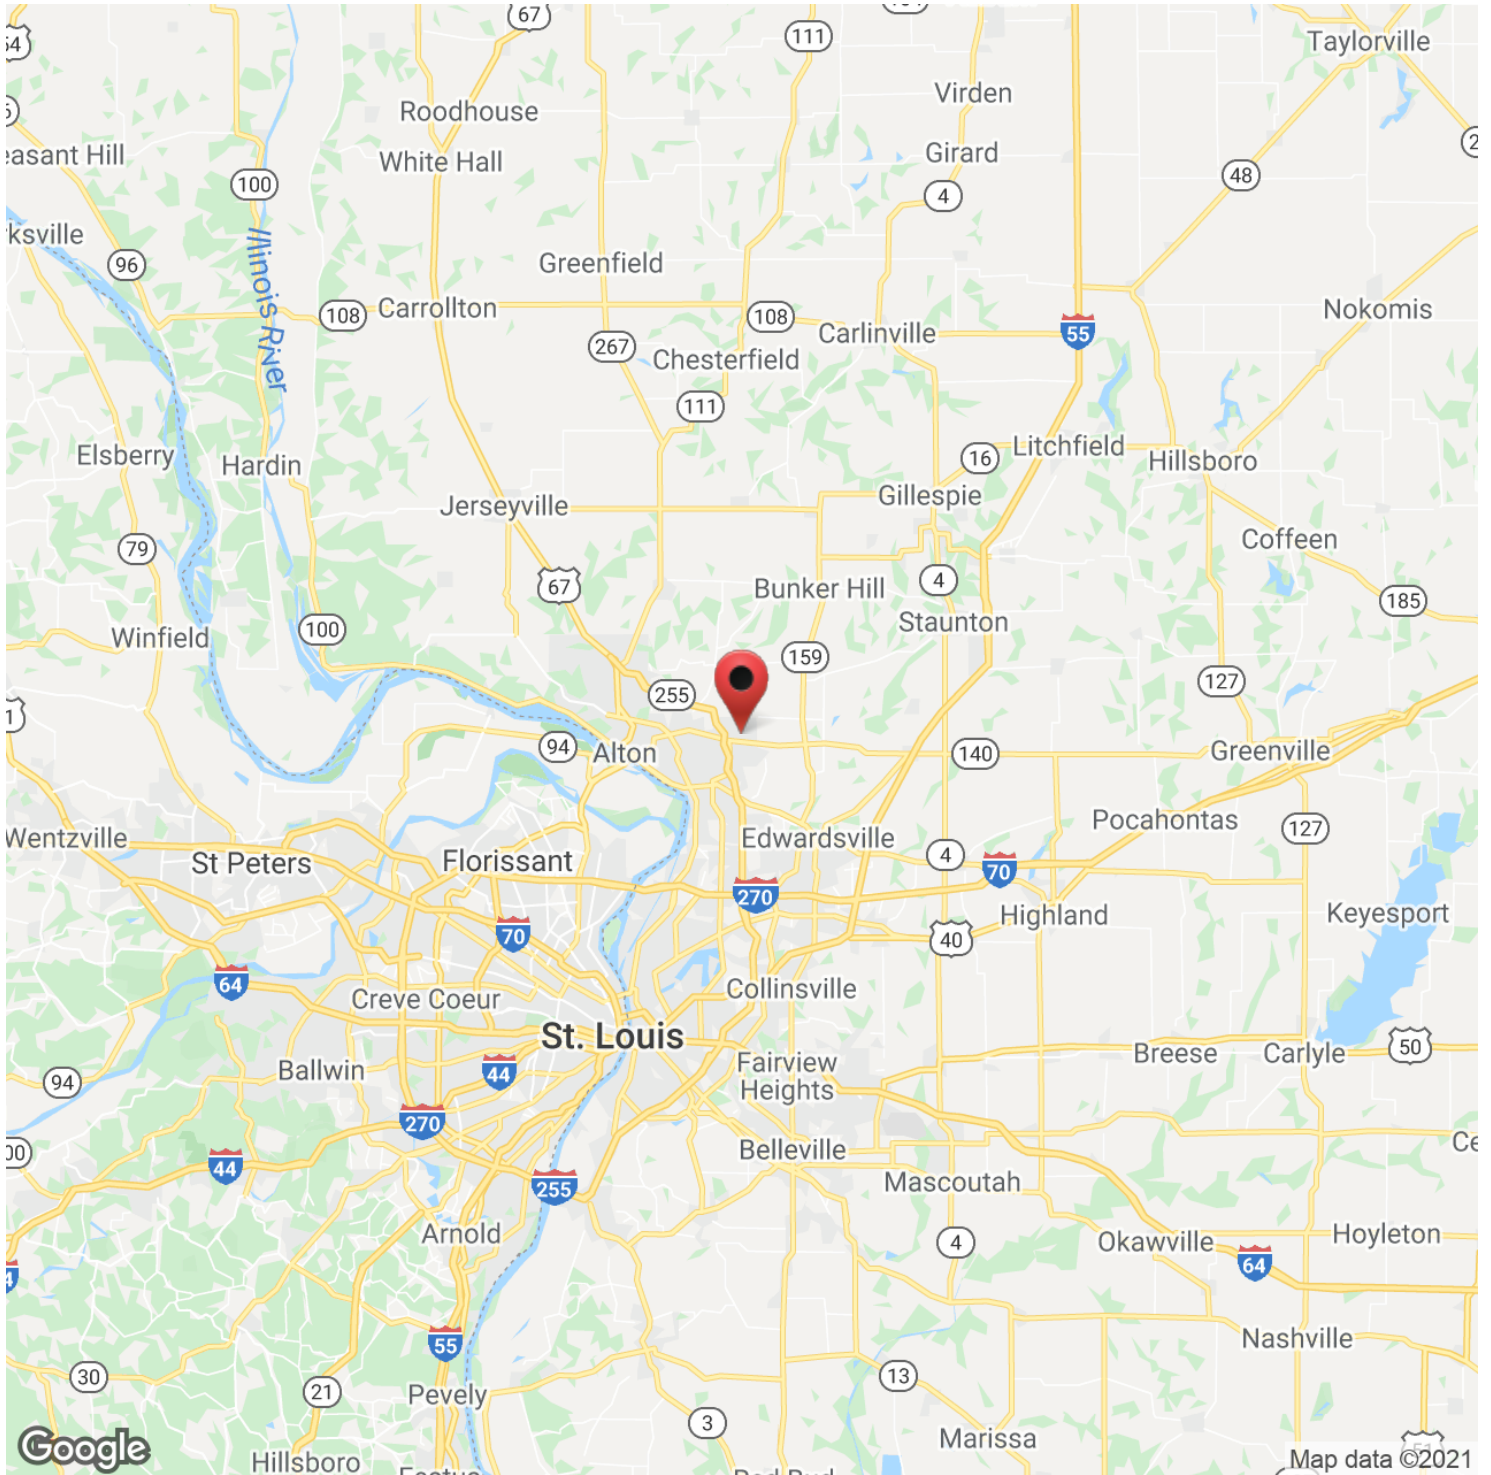 67
111
Taylorville
54
Virden
Roodhouse
easant Hill
White Hall
Girard
48
100
4
ksville
Illinois River
96
Greenfield
108
Carrollton
108
Nokomis
267
Carlinville
55
Chesterfield
111
Elsberry
Hardin
16
Litchfield
Hillsboro
Jerseyville
Gillespie
79
Coffeen
67
Bunker Hill
4
185
Winfield
100
Staunton
159
255
127
94
Alton
140
Greenville
Wentzville
Edwardsville
Pocahontas
127
St Peters
Florissant
4
70
270
Highland
Keyesport
70
40
64
Creve Coeur
Collinsville
St. Louis
Ballwin
44
Fairview
Heights
Breese
Carlyle
50
94
270
Belleville
44
255
Mascoutah
Arnold
4
Okawville
Hoyleton
64
55
Nashville
30
21
Pevely
13
3
Marissa
Google
Hillsboro
Map data ©2021